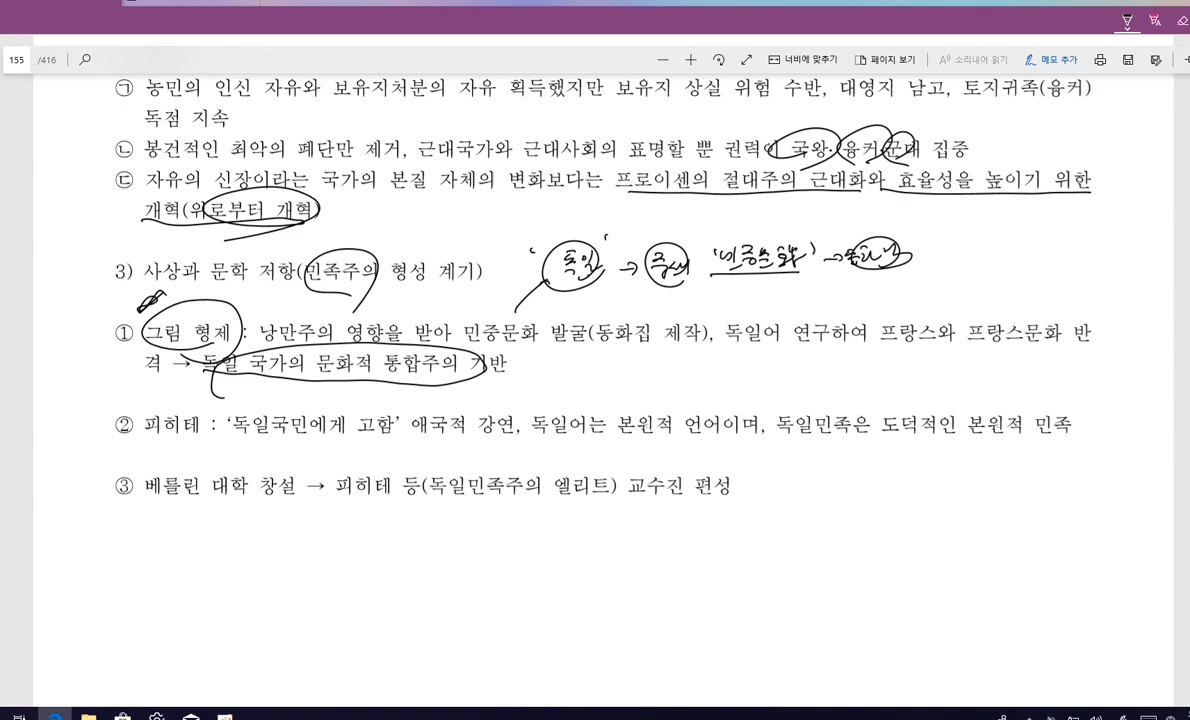 155 /416 너비에 맞추기 페이지 보기 소리내어 읽기 메모 추가
㉠ 농민의 인신 자유와 보유지처분의 자유 획득했지만 보유지 상실 위험 수반, 대영지 남고, 토지귀족(융커)
독점 지속
㉡ 봉건적인 최악의 폐단만 제거, 근대국가와 근대사회의 표명할 뿐 권력이 국왕·융커·군대 집중
㉢ 자유의 신장이라는 국가의 본질 자체의 변화보다는 프로이센의 절대주의 근대화와 효율성을 높이기 위한
개혁(위로부터 개혁)
3) 사상과 문학 저항(민족주의 형성 계기) ‘독일’ → 중세 ‘민중문화’ →
① 그림 형제 : 낭만주의 영향을 받아 민중문화 발굴(동화집 제작), 독일어 연구하여 프랑스와 프랑스문화 반
격 → 독일 국가의 문화적 통합주의 기반
② 피히테 : ‘독일국민에게 고함’ 애국적 강연, 독일어는 본원적 언어이며, 독일민족은 도덕적인 본원적 민족
③ 베를린 대학 창설 → 피히테 등(독일민족주의 엘리트) 교수진 편성